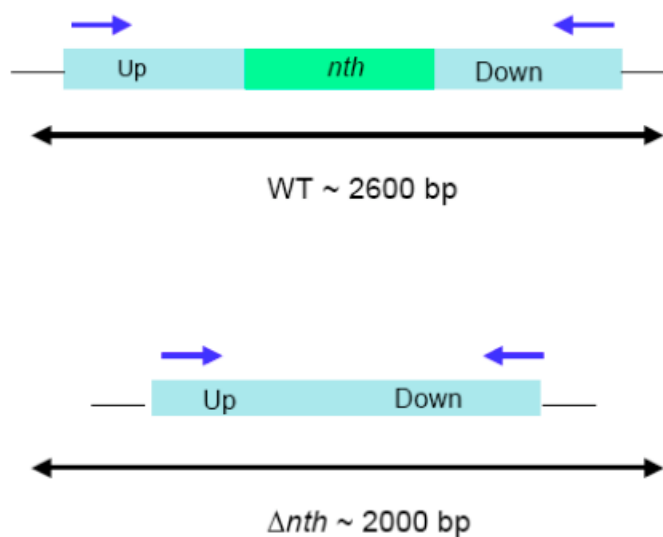 Up nth Down
WT ~ 2600 bp
Up Down
Δnth ~ 2000 bp